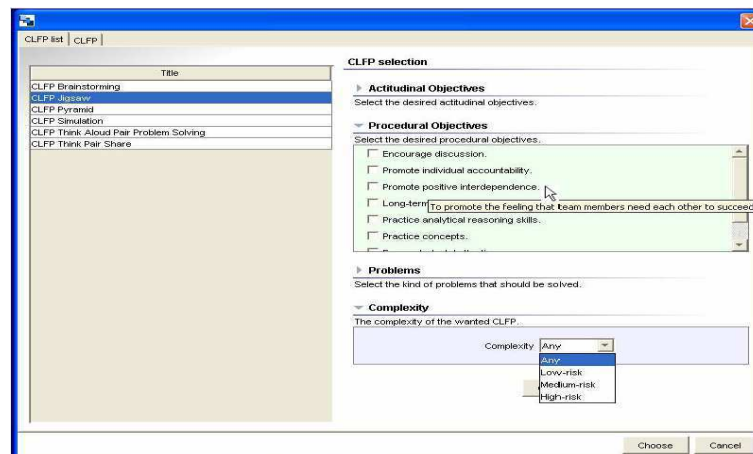 CLFP list CLFP
Title
CLFP Brainstorming
CLFP Jigsaw
CLFP Pyramid
CLFP Simulation
CLFP Think Aloud Pair Problem Solving
CLFP Think Pair Share
CLFP selection
Actitudinal Objectives
Select the desired actitudinal objectives.
Procedural Objectives
Select the desired procedural objectives.
Encourage discussion.
Promote individual accountability.
Promote positive interdependence.
Long-term
To promote the feeling that team members need each other to succeed
Practice analytical reasoning skills.
Practice concepts.
Problems
Select the kind of problems that should be solved.
Complexity
The complexity of the wanted CLFP.
Complexity Any
Any
Low-risk
Medium-risk
High-risk
Choose Cancel